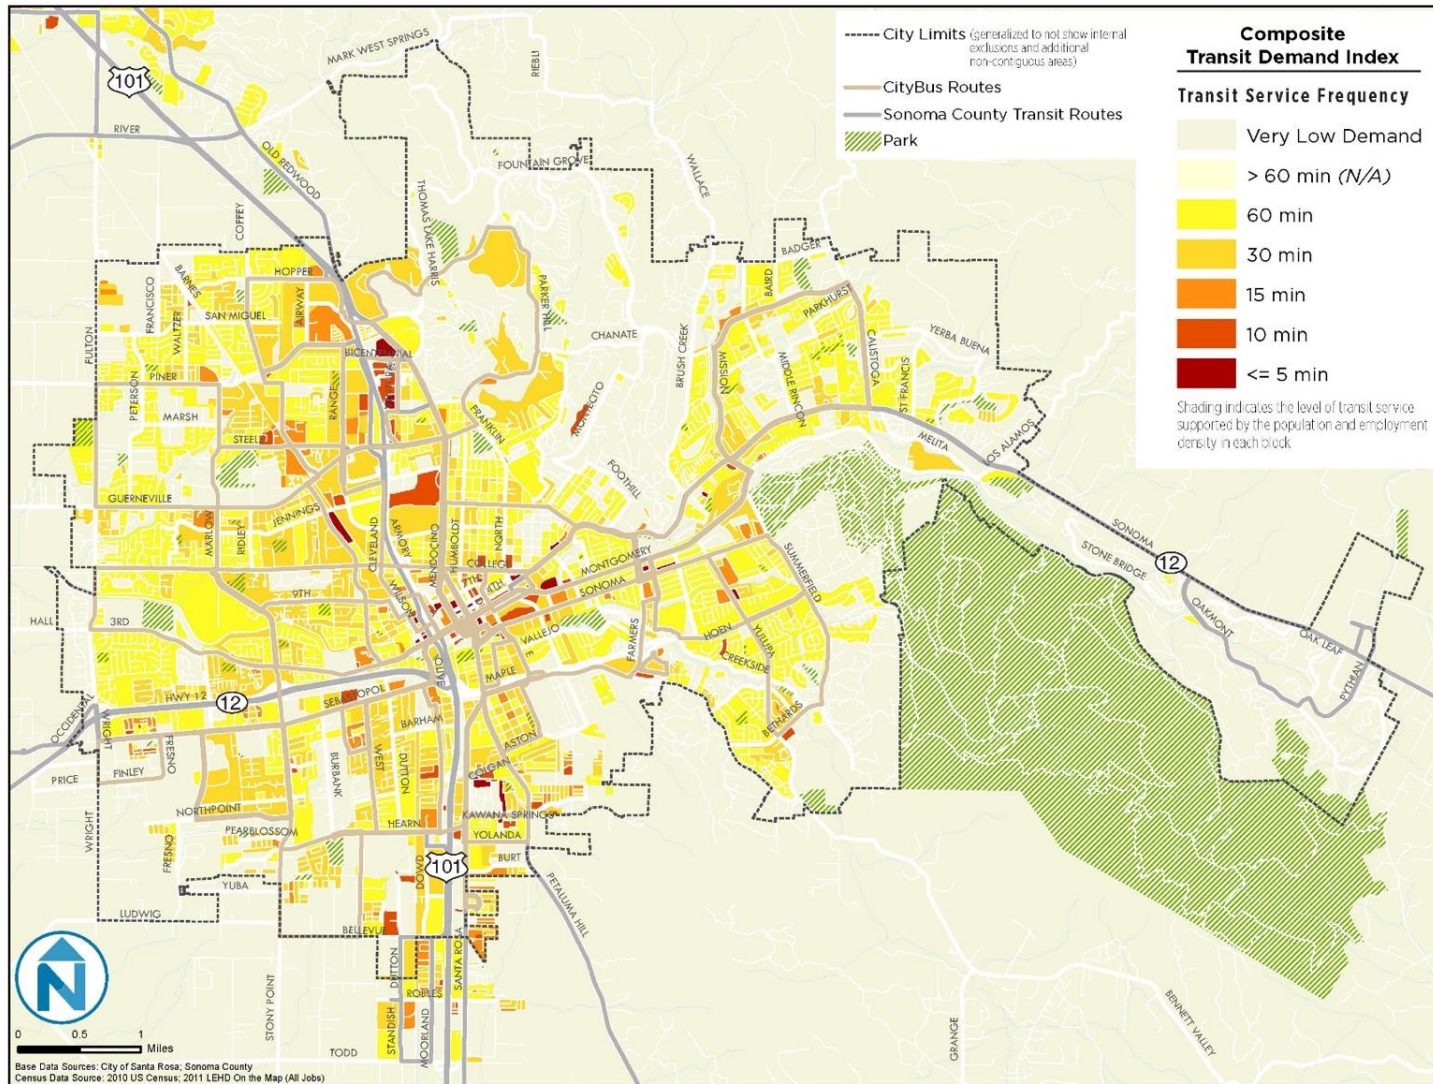 City Limits (generalized to not show internal
exclusions and additional
non-contiguous areas)
CityBus Routes
Sonoma County Transit Routes
Park
Composite
Transit Demand Index
Transit Service Frequency
Very Low Demand
> 60 min (N/A)
60 min
30 min
15 min
10 min
<= 5 min
Shading indicates the level of transit service
supported by the population and employment
density in each block
MARK WEST SPRINGS
RIEBLI
101
RIVER
OLD REDWOOD
FOUNTAIN GROVE
WALLACE
THOMAS LAKE HARRIS
COFFEY
BADGER
HOPPER
BAIRD
BARNES
FRANCISCO
WALTZER
SAN MIGUEL
AIRWAY
PARKER HILL
PARKHURST
FULTON
CHANATE
BRUSH CREEK
YERBA BUENA
BICENTENNIAL
MISSION
MIDDLE RINCON
CALISTOGA
ST FRANCIS
PINER
PETERSON
RANGE
MARSH
FRANKLIN
MONTECITO
STEELE
MELITA
LOS ALAMOS
FOOTHILL
GUERNEVILLE
JENNINGS
MARLOW
RIDLEY
CLEVELAND
ARMORY
MENDOCINO
HUMBOLDT
NORTH
SONOMA
STONE BRIDGE
12
MONTGOMERY
COLLEGE
7TH
4TH
SONOMA
SUMMERFIELD
9TH
WILSON
OAKMONT
HALL
3RD
VALLEJO
E
FARMERS
HOEN
YULUPA
CREEKSIDE
OAK LEAF
PYTHIAN
OLIVE
MAPLE
HWY 12
12
SEBASTOPOL
OCCIDENTAL
WRIGHT
BARHAM
BETHARDS
ASTON
FRESNO
BURBANK
WEST
DUTTON
COLGAN
PRICE
FINLEY
NORTHPOINT
KAWANA SPRINGS
HEARN
WRIGHT
PEARBLOSSOM
YOLANDA
FRESNO
BURT
101
YUBA
DOWD
PETALUMA HILL
LUDWIG
BELLEVUE
SANTA ROSA
DUTTON
N
ROBLES
STONY POINT
STANDISH
MOORLAND
GRANGE
BENNETT VALLEY
0 0.5 1
Miles
TODD
Base Data Sources: City of Santa Rosa; Sonoma County
Census Data Source: 2010 US Census; 2011 LEHD On the Map (All Jobs)